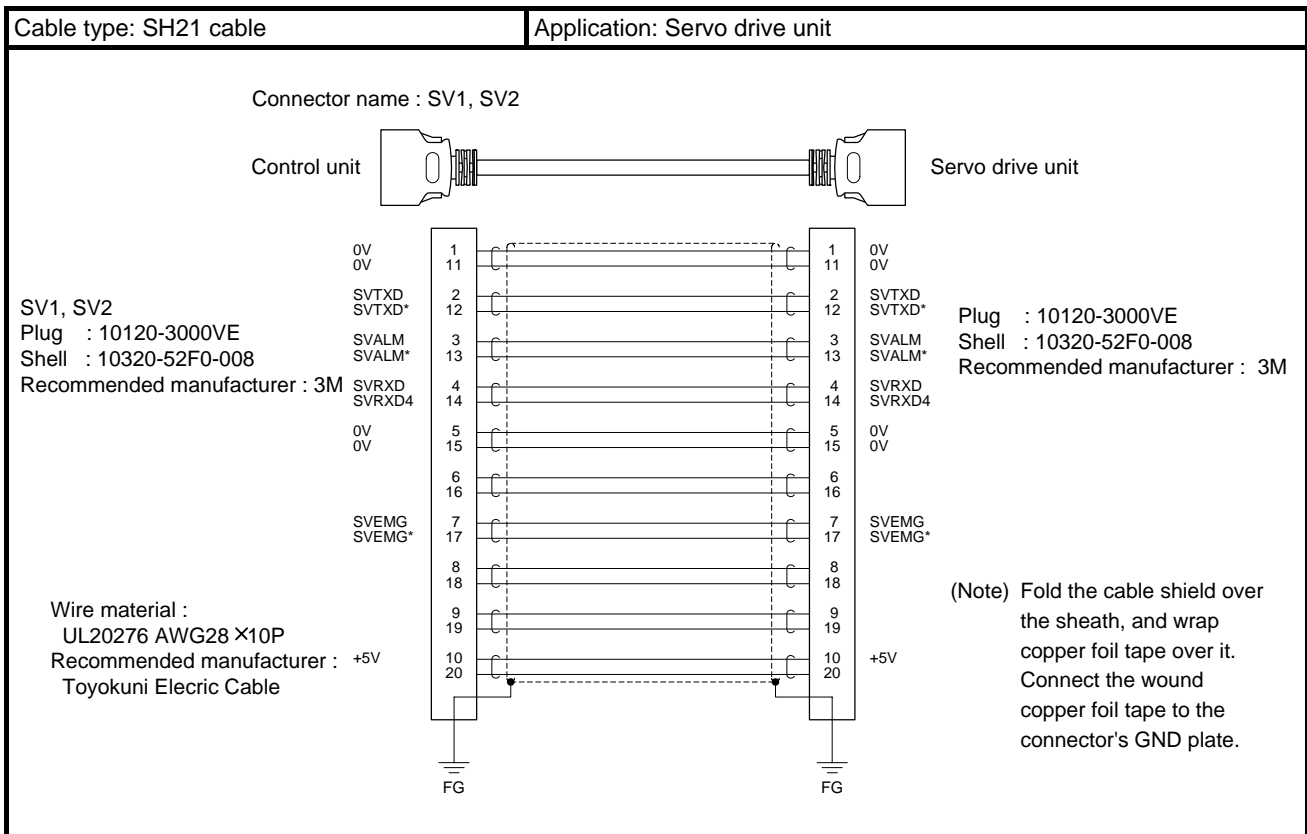 Cable type: SH21 cable
Application: Servo drive unit
Connector name : SV1, SV2
Control unit
Servo drive unit
SV1, SV2
Plug : 10120-3000VE
Shell : 10320-52F0-008
Recommended manufacturer : 3M
Wire material :
UL20276 AWG28 ×10P
Recommended manufacturer :
Toyokuni Elecric Cable
0V 1 1 0V
0V 11 11 0V
SVTXD 2 2 SVTXD
SVTXD* 12 12 SVTXD*
SVALM 3 3 SVALM
SVALM* 13 13 SVALM*
SVRXD 4 4 SVRXD
SVRXD4 14 14 SVRXD4
0V 5 5 0V
0V 15 15 0V
6 6
16 16
SVEMG 7 7 SVEMG
SVEMG* 17 17 SVEMG*
8 8
18 18
9 9
19 19
+5V 10 10 +5V
20 20
FG FG
Plug : 10120-3000VE
Shell : 10320-52F0-008
Recommended manufacturer : 3M
(Note) Fold the cable shield over
the sheath, and wrap
copper foil tape over it.
Connect the wound
copper foil tape to the
connector's GND plate.